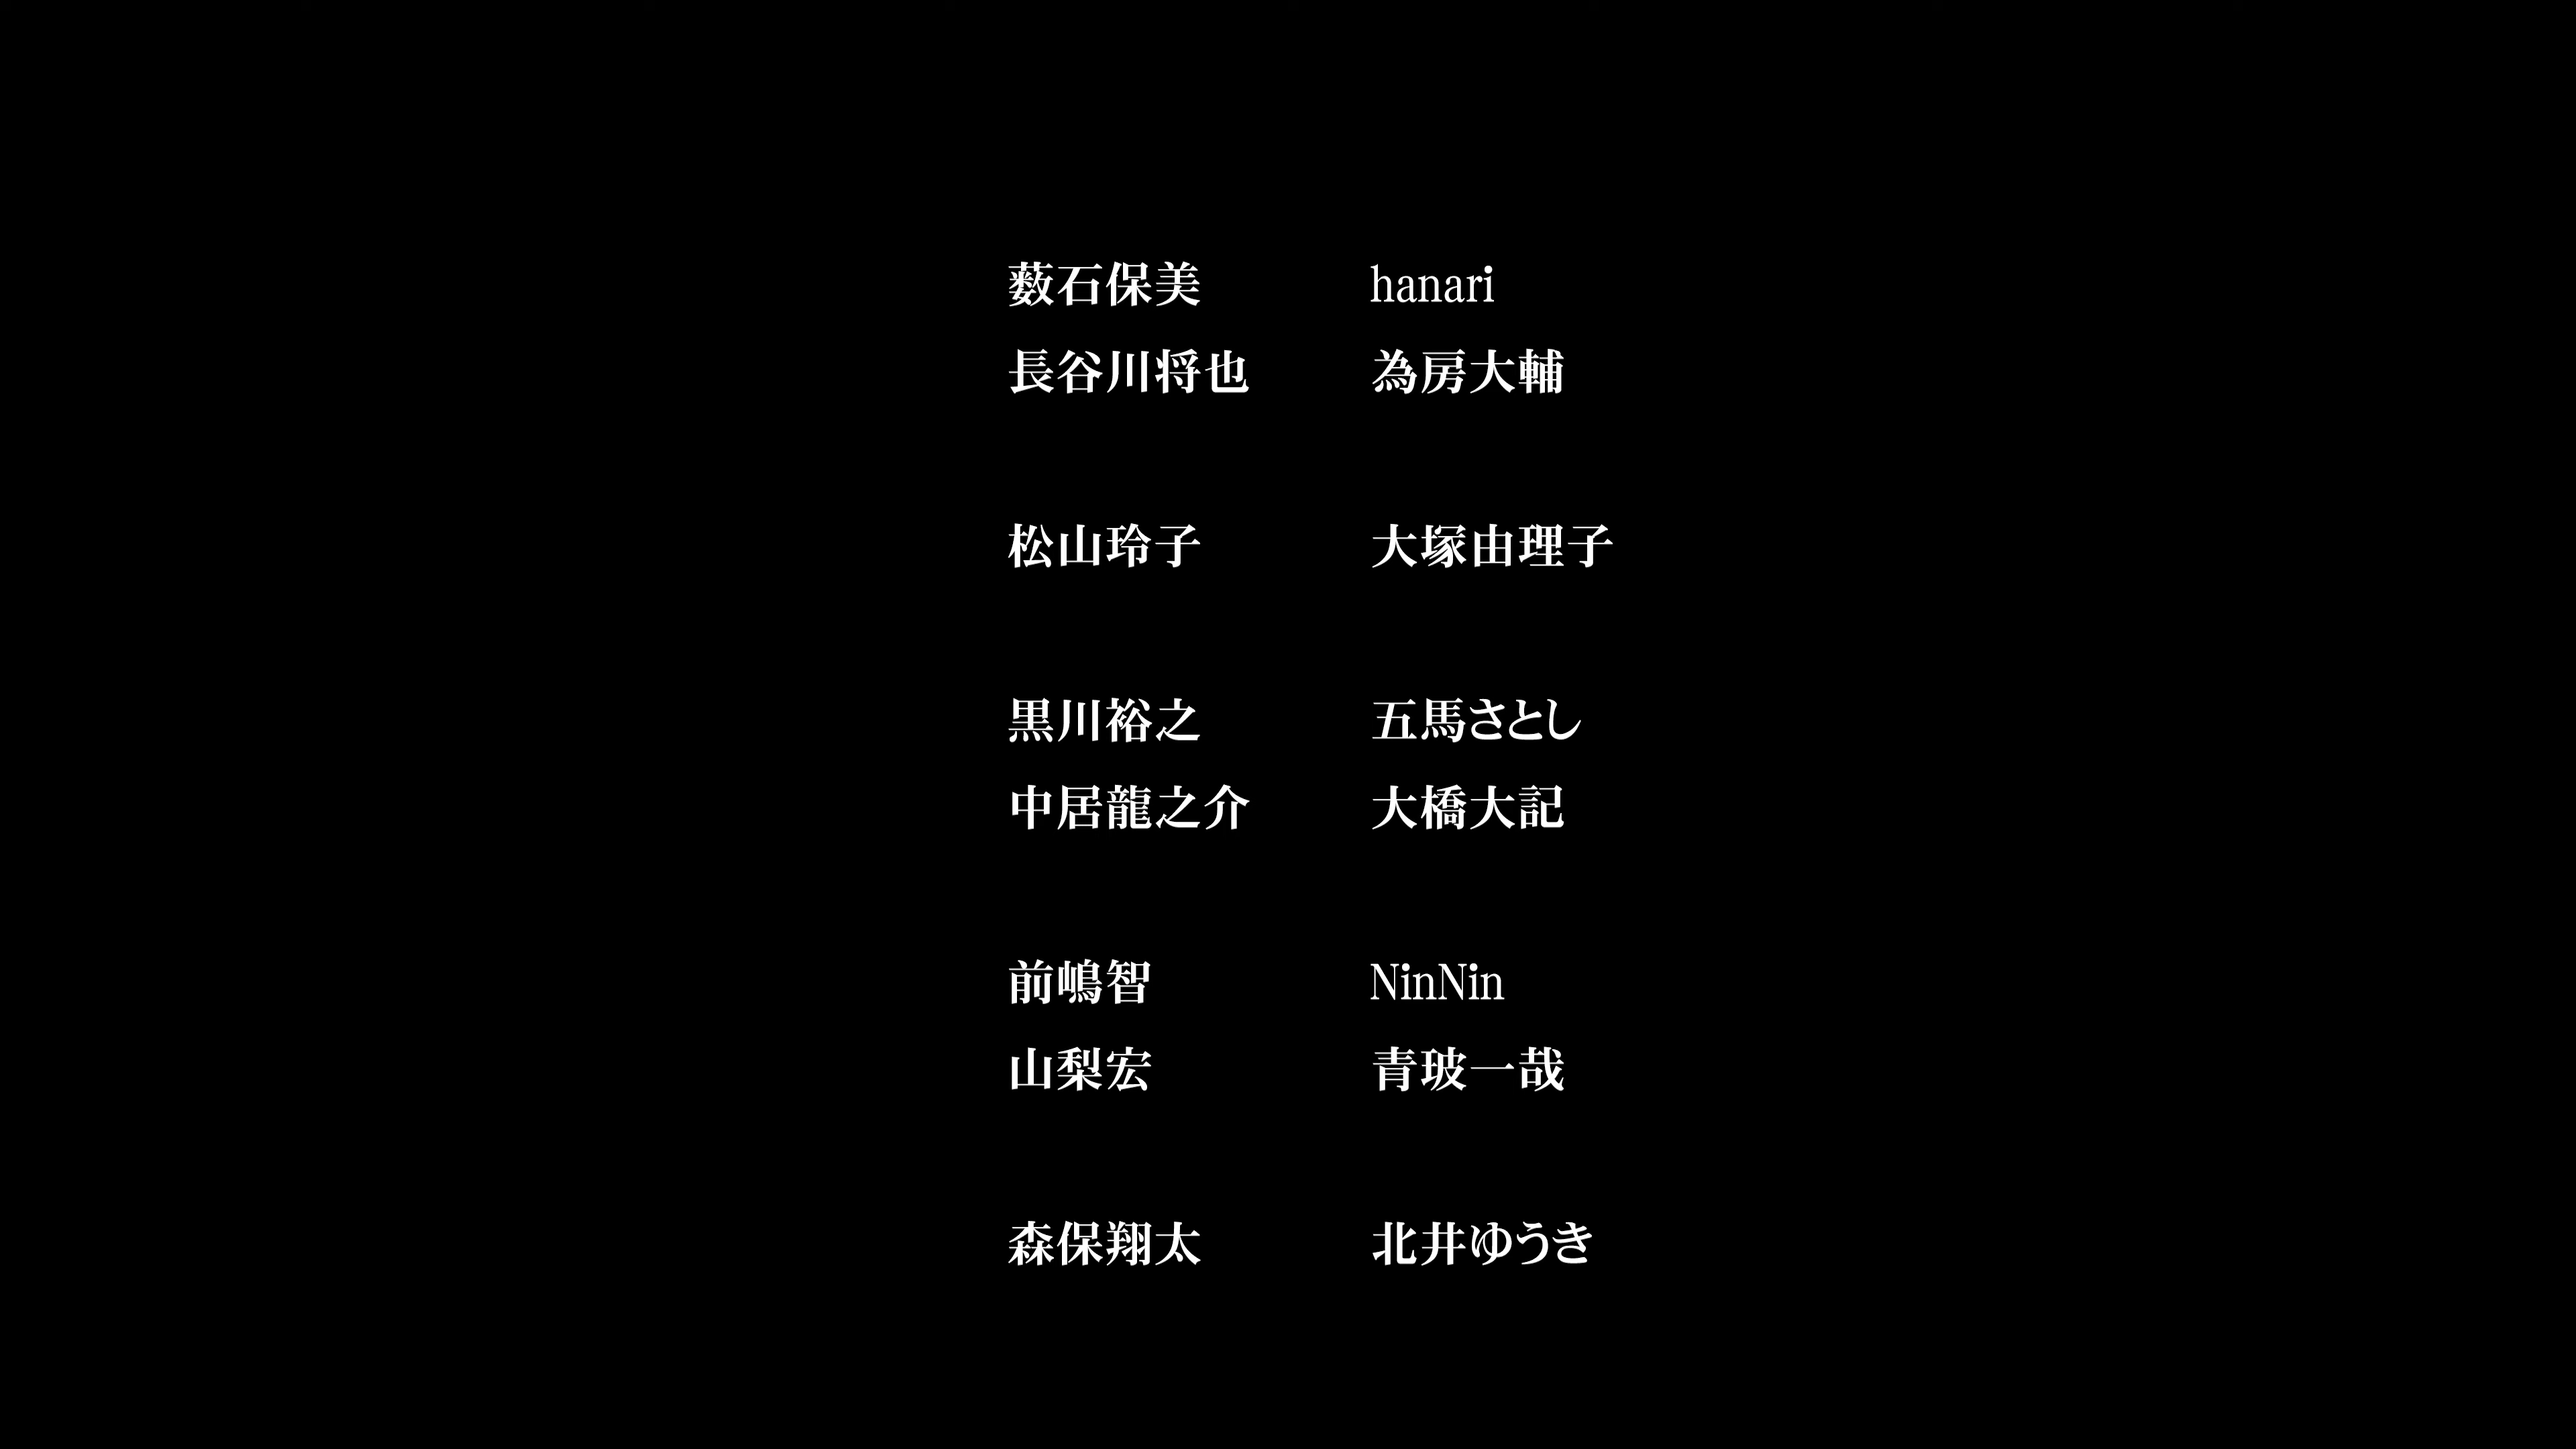 薮石保美 hanari
長谷川将也 為房大輔
松山玲子 大塚由理子
黒川裕之 五馬さとし
中居龍之介 大橋大記
前嶋智 NinNin
山梨宏 青玻一哉
森保翔太 北井ゆうき